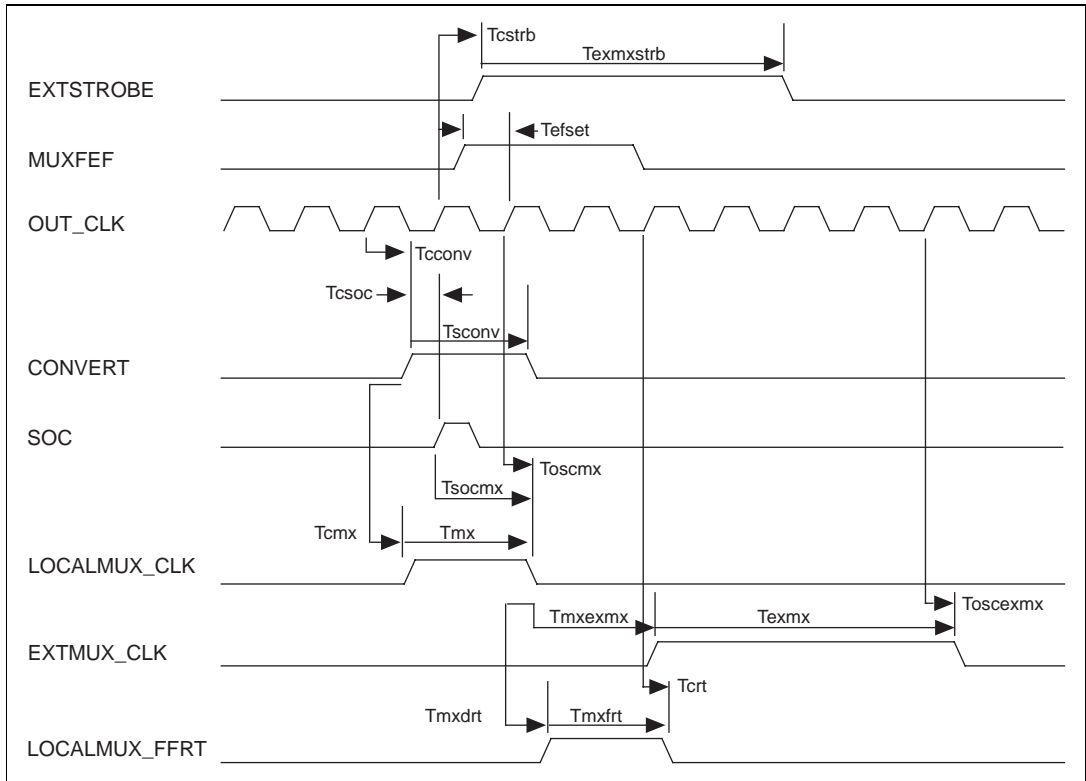 Tcstrb
Texmxstrb
EXTSTROBE
Tefset
MUXFEF
OUT_CLK
Tcconv
Tcsoc
Tsconv
CONVERT
SOC
Toscmx
Tsocmx
Tcmx
Tmx
LOCALMUX_CLK
Toscexmx
Tmxexmx
Texmx
EXTMUX_CLK
Tcrt
Tmxdrt
Tmxfrt
LOCALMUX_FFRT